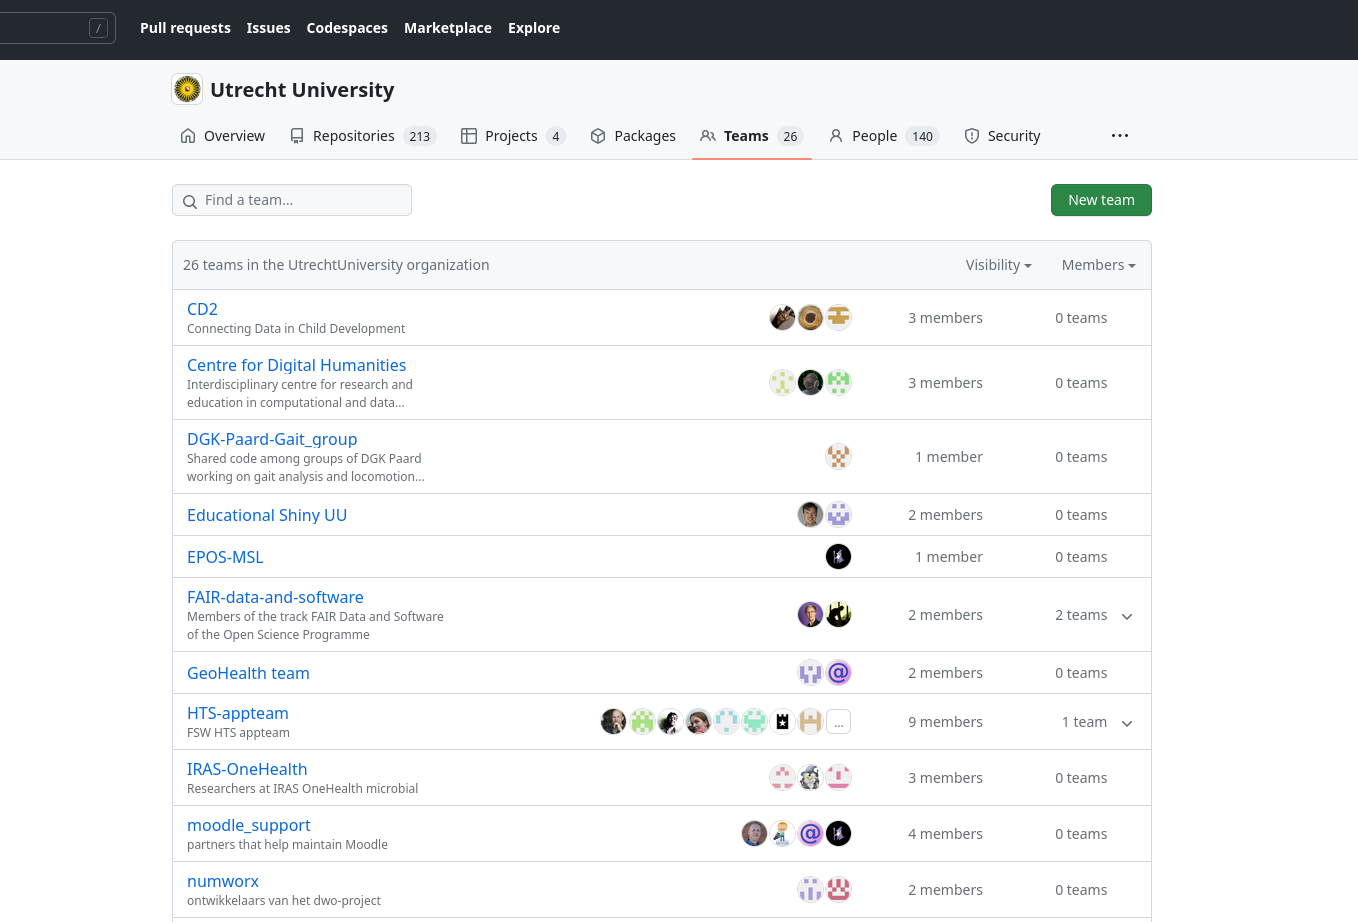 /
Pull requests Issues Codespaces Marketplace Explore
Utrecht University
Overview Repositories 213 Projects 4 Packages Teams 26 People 140 Security ...
Find a team...
New team
26 teams in the UtrechtUniversity organization Visibility Members
CD2
Connecting Data in Child Development
3 members 0 teams
Centre for Digital Humanities
Interdisciplinary centre for research and
education in computational and data...
3 members 0 teams
DGK-Paard-Gait_group
Shared code among groups of DGK Paard
working on gait analysis and locomotion...
1 member 0 teams
Educational Shiny UU
2 members 0 teams
EPOS-MSL
1 member 0 teams
FAIR-data-and-software
Members of the track FAIR Data and Software
of the Open Science Programme
2 members 2 teams
GeoHealth team
@ 2 members 0 teams
HTS-appteam
FSW HTS appteam
... 9 members 1 team
IRAS-OneHealth
Researchers at IRAS OneHealth microbial
3 members 0 teams
moodle_support
partners that help maintain Moodle
@ 4 members 0 teams
numworx
ontwikkelaars van het dwo-project
2 members 0 teams